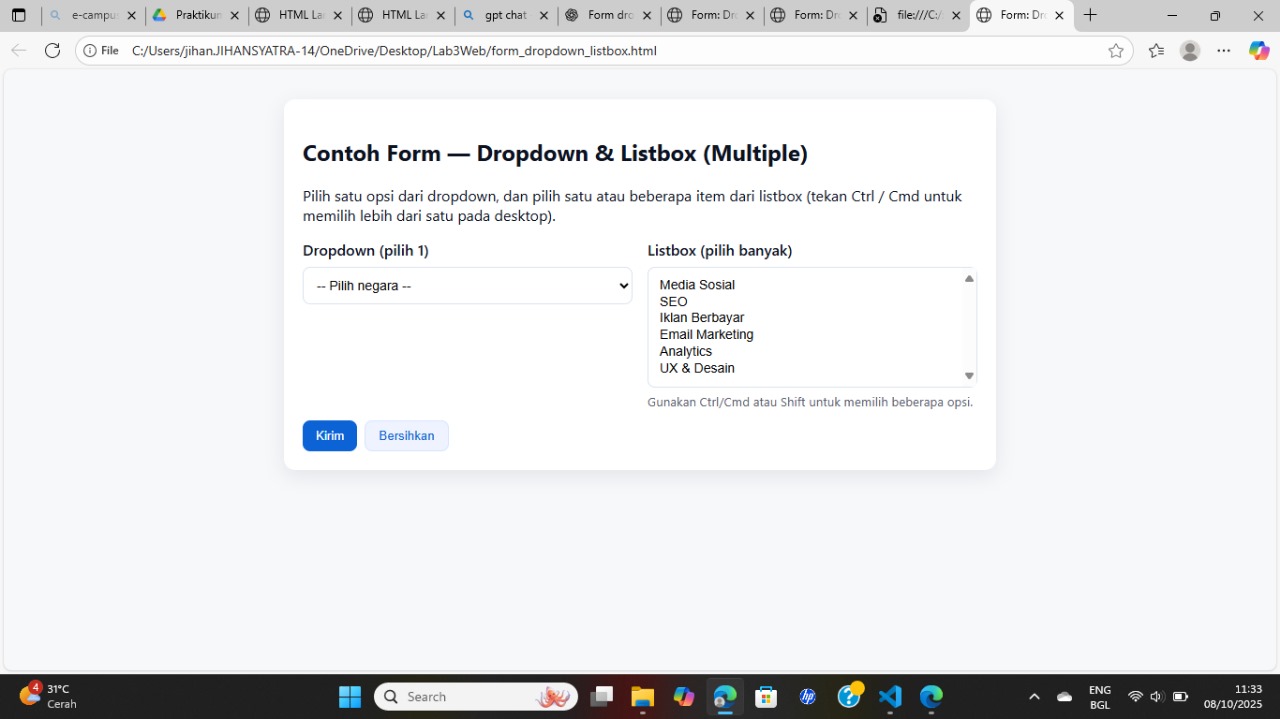 e-campus
Praktikun
HTML La
HTML La
gpt chat
Form dro
Form: Dr
Form: Dr
file:///C:/
Form: Dr
File
C:/Users/jihan.JIHANSYATRA-14/OneDrive/Desktop/Lab3Web/form_dropdown_listbox.html
Contoh Form — Dropdown & Listbox (Multiple)
Pilih satu opsi dari dropdown, dan pilih satu atau beberapa item dari listbox (tekan Ctrl / Cmd untuk
memilih lebih dari satu pada desktop).
Dropdown (pilih 1)
Listbox (pilih banyak)
-- Pilih negara --
Media Sosial
SEO
Iklan Berbayar
Email Marketing
Analytics
UX & Desain
Gunakan Ctrl/Cmd atau Shift untuk memilih beberapa opsi.
Kirim
Bersihkan
4
31°C
Cerah
Search
hp
ENG
BGL
11:33
08/10/2025